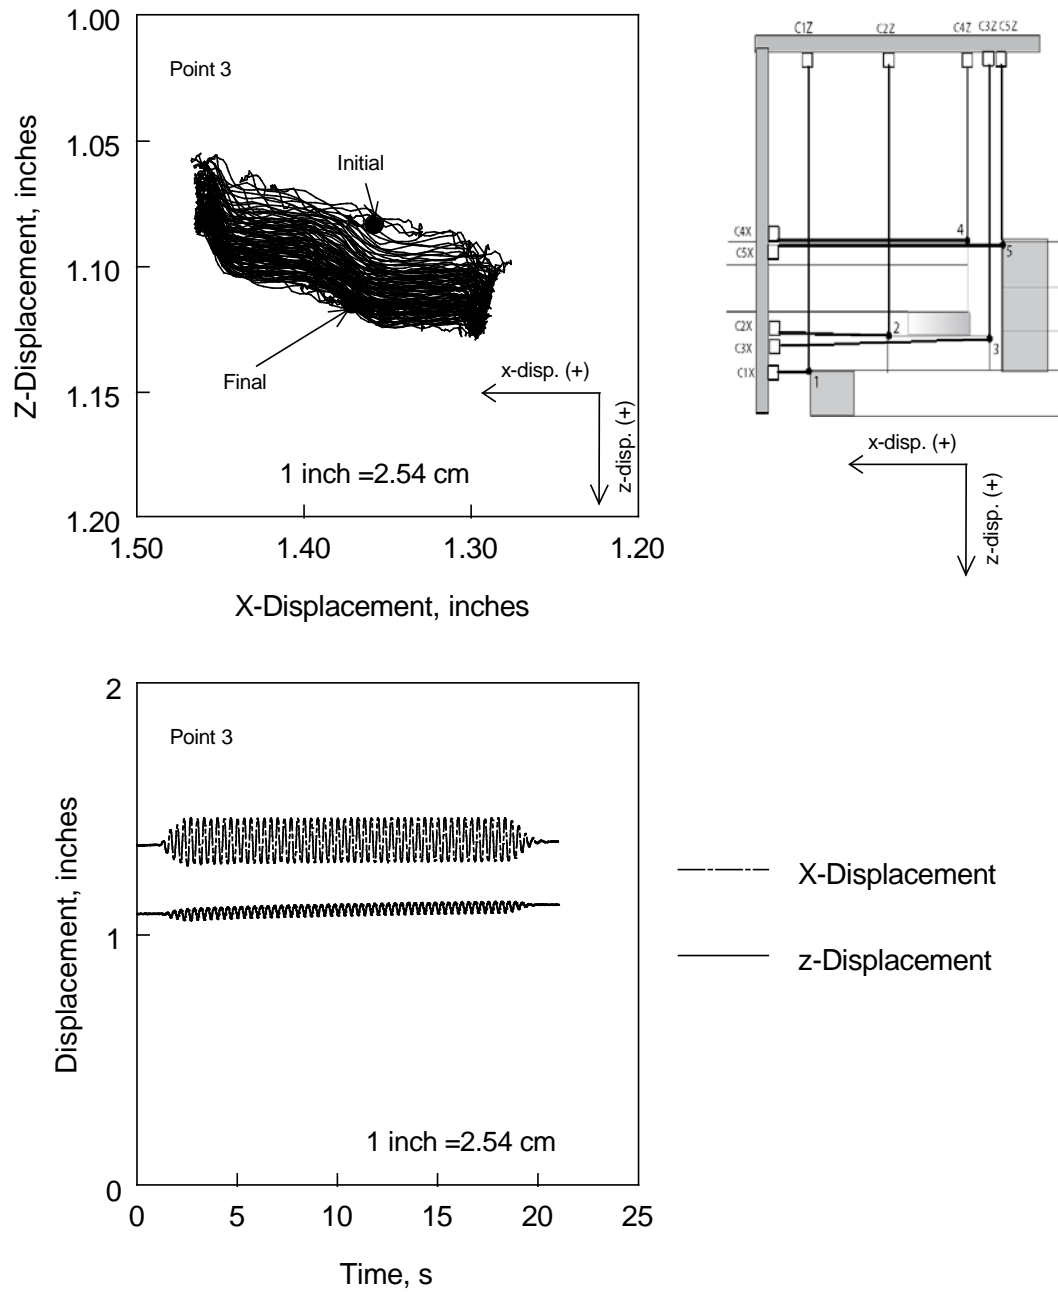 1.00
Point 3
1.05
Initial
1.10
Final
x-disp. (+)
1.15
z-disp. (+)
1 inch =2.54 cm
1.20
1.50
1.40
1.30
1.20
Z-Displacement, inches
X-Displacement, inches
C1Z
C2Z
C4Z
C3Z
C5Z
C4X
C5X
C2X
C3X
C1X
4
5
2
3
1
x-disp. (+)
z-disp. (+)
2
Point 3
1
1 inch =2.54 cm
0
0
5
10
15
20
25
Displacement, inches
Time, s
X-Displacement
z-Displacement